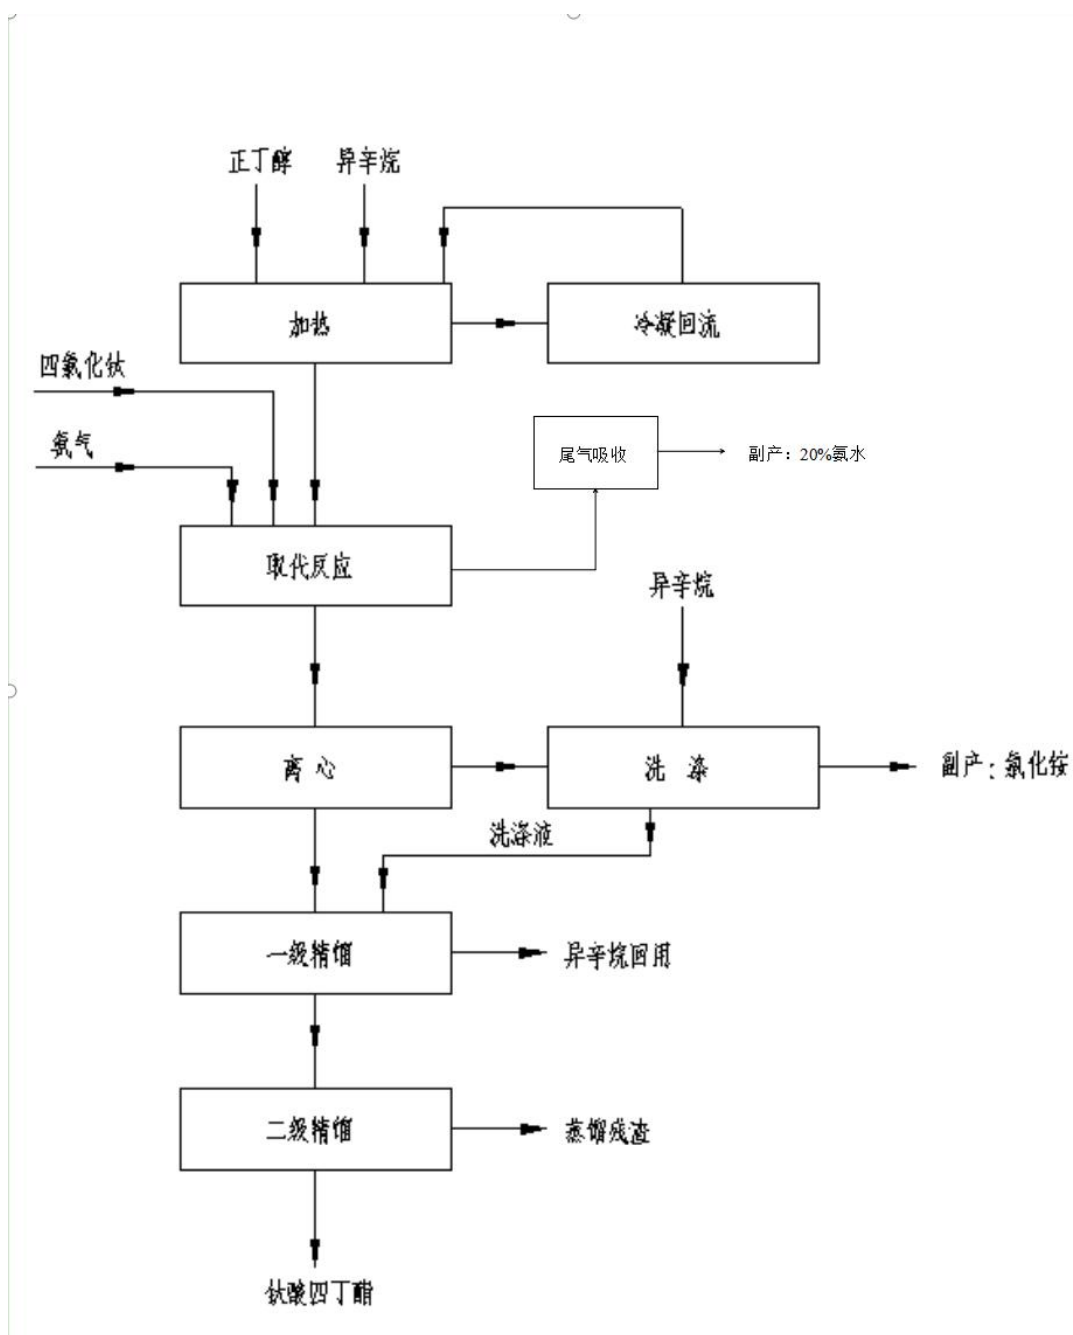 正丁醇
异辛烷
加热
冷凝回流
四氯化钛
氨气
尾气吸收
副产：20%氨水
取代反应
异辛烷
离 心
洗 涤
副产：氯化铵
洗涤液
一级精馏
异辛烷回用
二级精馏
蒸馏残渣
钛酸四丁酯